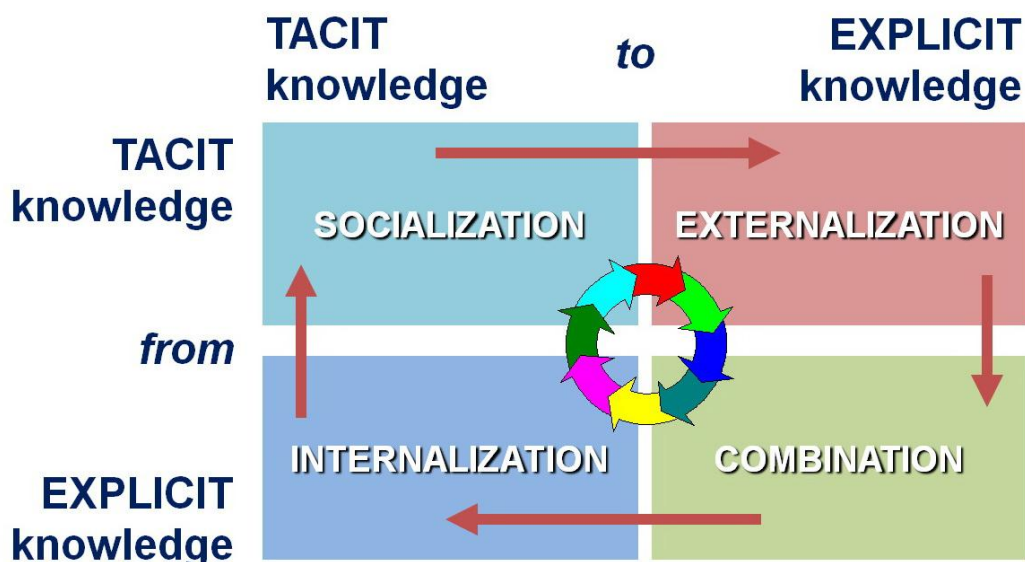 TACIT
knowledge
to
EXPLICIT
knowledge
TACIT
knowledge
SOCIALIZATION
EXTERNALIZATION
from
INTERNALIZATION
COMBINATION
EXPLICIT
knowledge